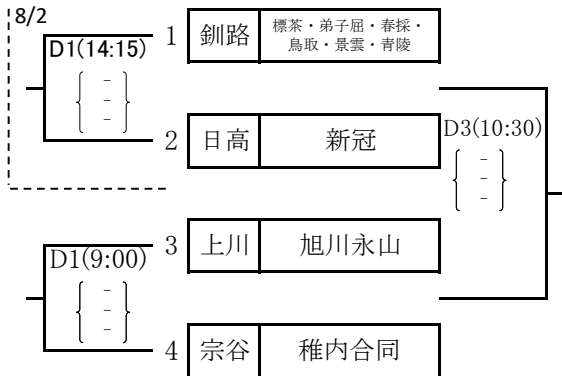 8/2
D1(14:15)
1 釧路 標茶・弟子屈・春採・
鳥取・景雲・青陵
-
-
-
2 日高 新冠
D3(10:30)
-
-
-
3 上川 旭川永山
D1(9:00)
-
-
-
4 宗谷 稚内合同